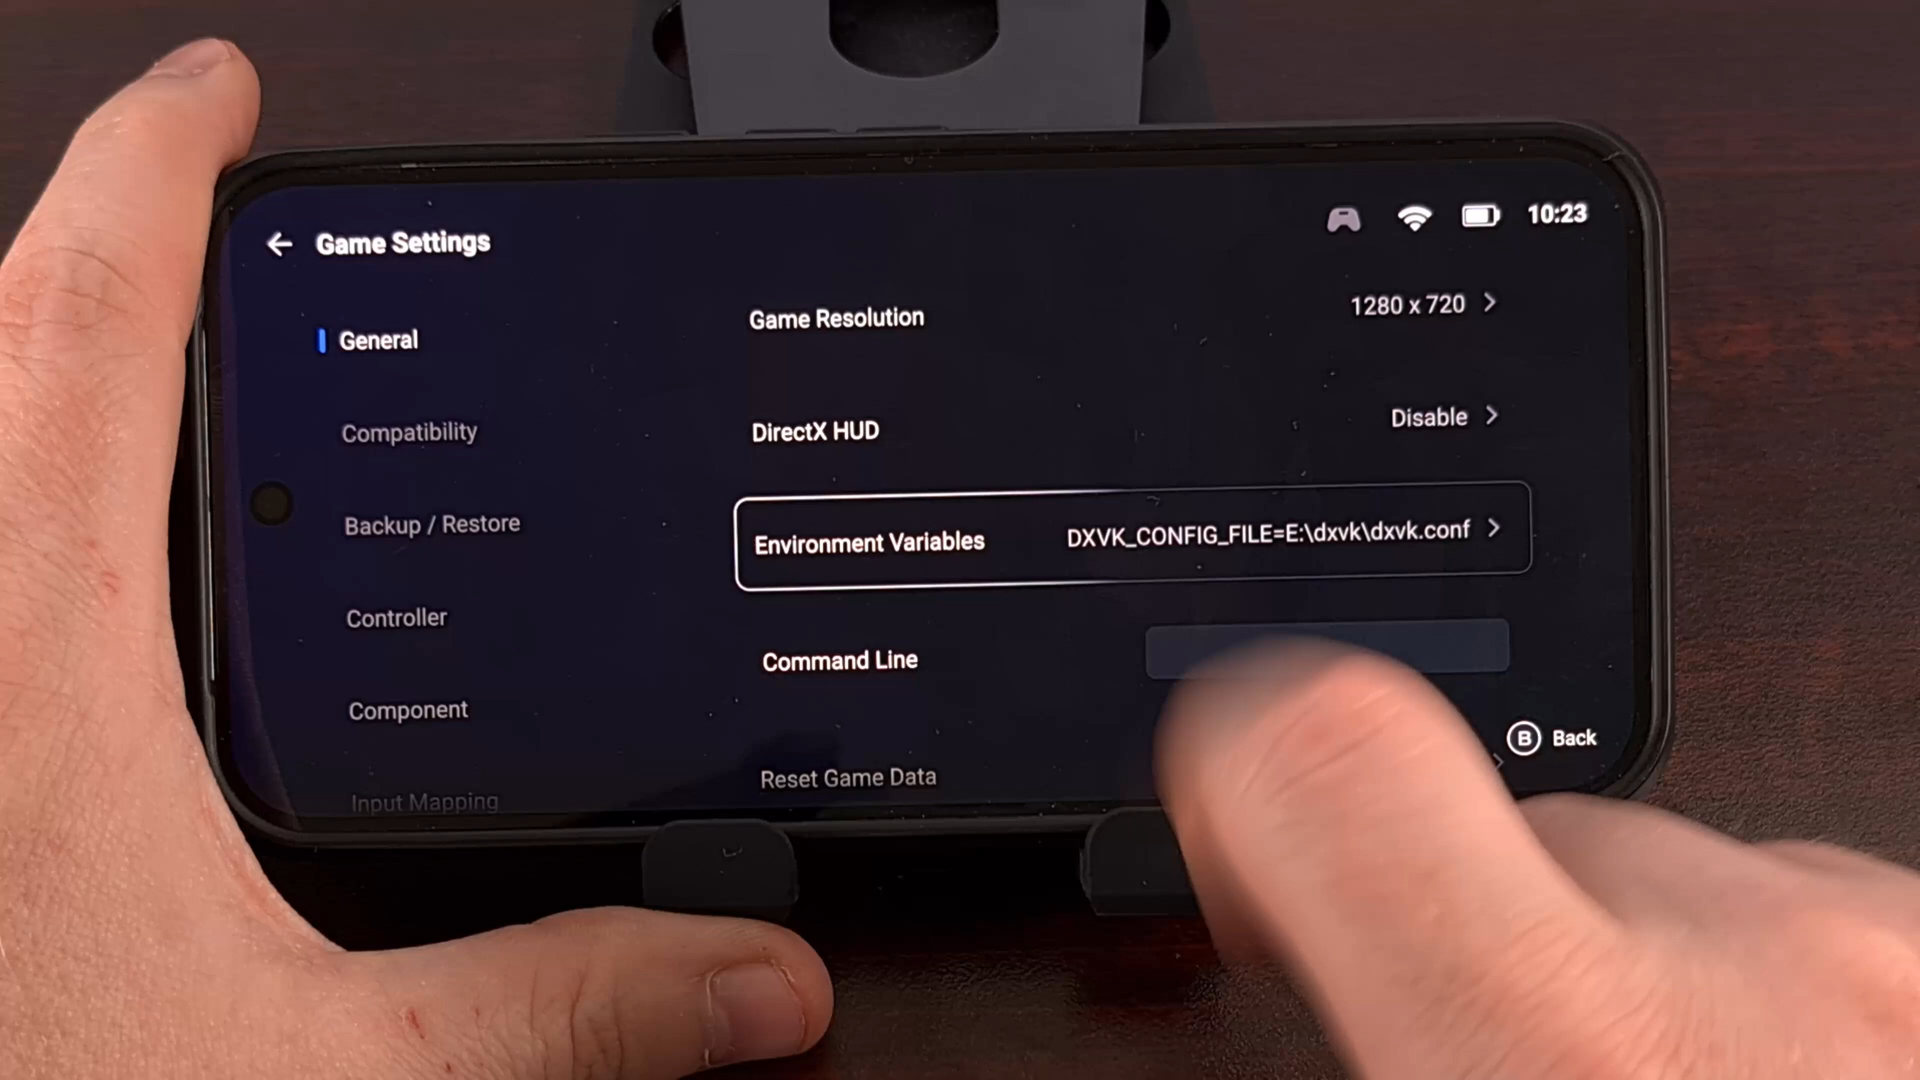 10:23
Game Settings
General
Compatibility
Backup / Restore
Controller
Component
Input Mapping
Game Resolution 1280 x 720
DirectX HUD Disable
Environment Variables DXVK_CONFIG_FILE=E:\dxvk\dxvk.conf
Command Line
Reset Game Data
B Back